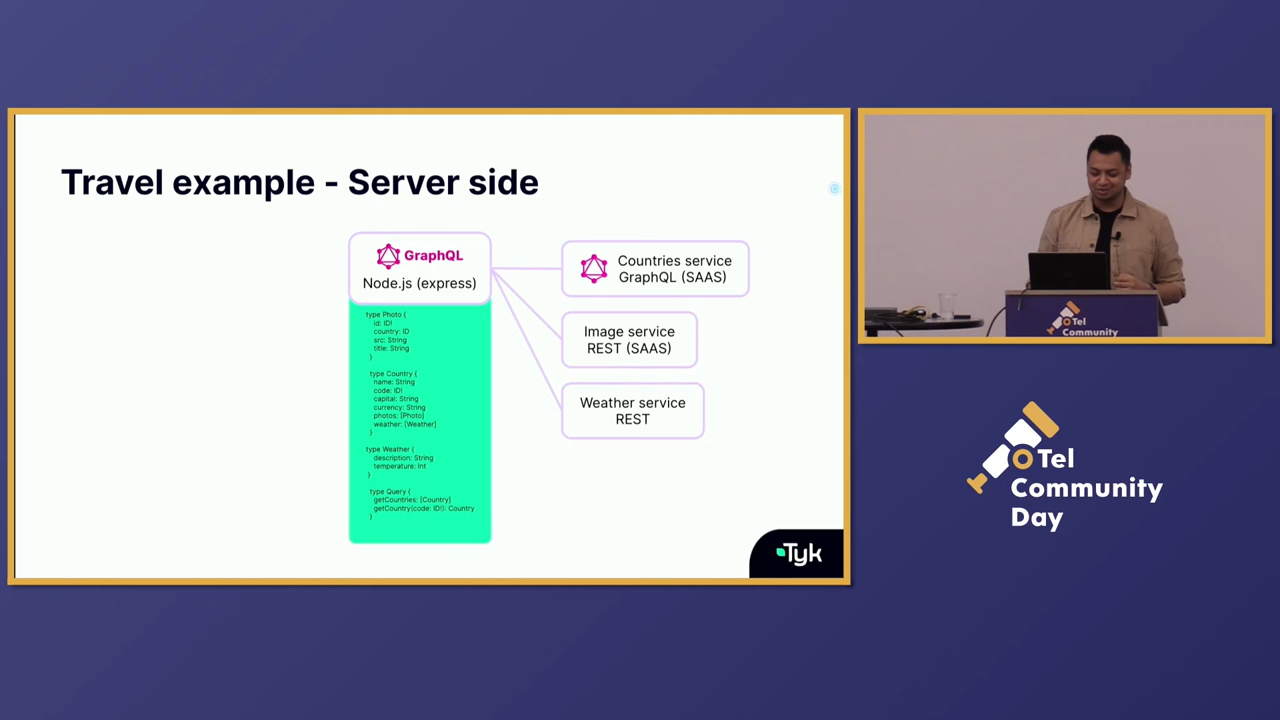 Travel example - Server side
GraphQL
Node.js (express)
type Photo {
id: ID!
country: ID
src: String
title: String
}
type Country {
name: String
code: ID!
capital: String
currency: String
photos: [Photo]
weather: [Weather]
}
type Weather {
description: String
temperature: Int
}
type Query {
getCountries: [Country]
getCountry(code: ID!): Country
}
Countries service
GraphQL (SAAS)
Image service
REST (SAAS)
Weather service
REST
Tyk
Tel
Community
Tel
Community
Day